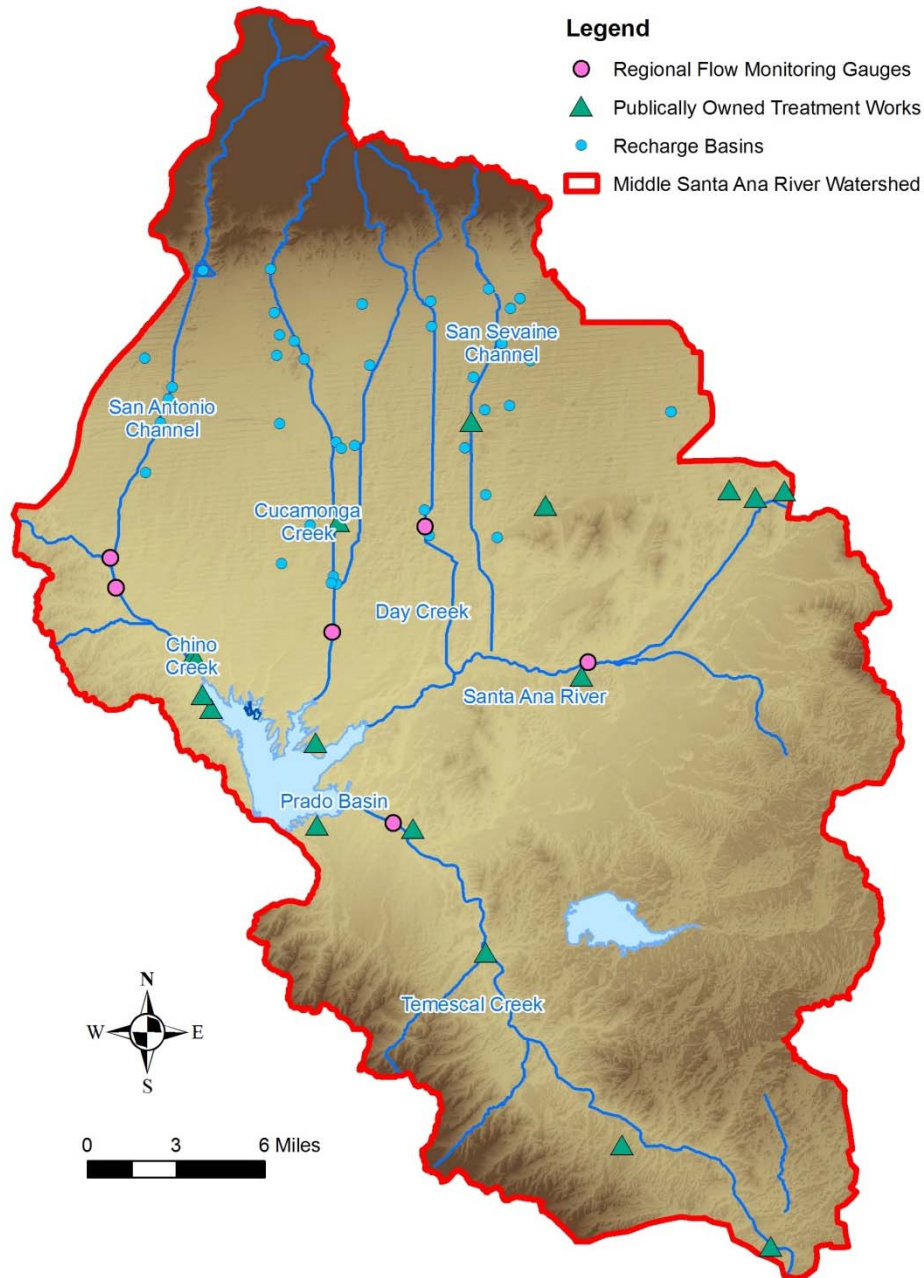 Legend
Regional Flow Monitoring Gauges
Publically Owned Treatment Works
Recharge Basins
Middle Santa Ana River Watershed
San Sevaine
Channel
San Antonio
Channel
Cucamonga
Creek
Day Creek
Chino
Creek
Santa Ana River
Prado Basin
Temescal Creek
N
W E
S
0 3 6 Miles